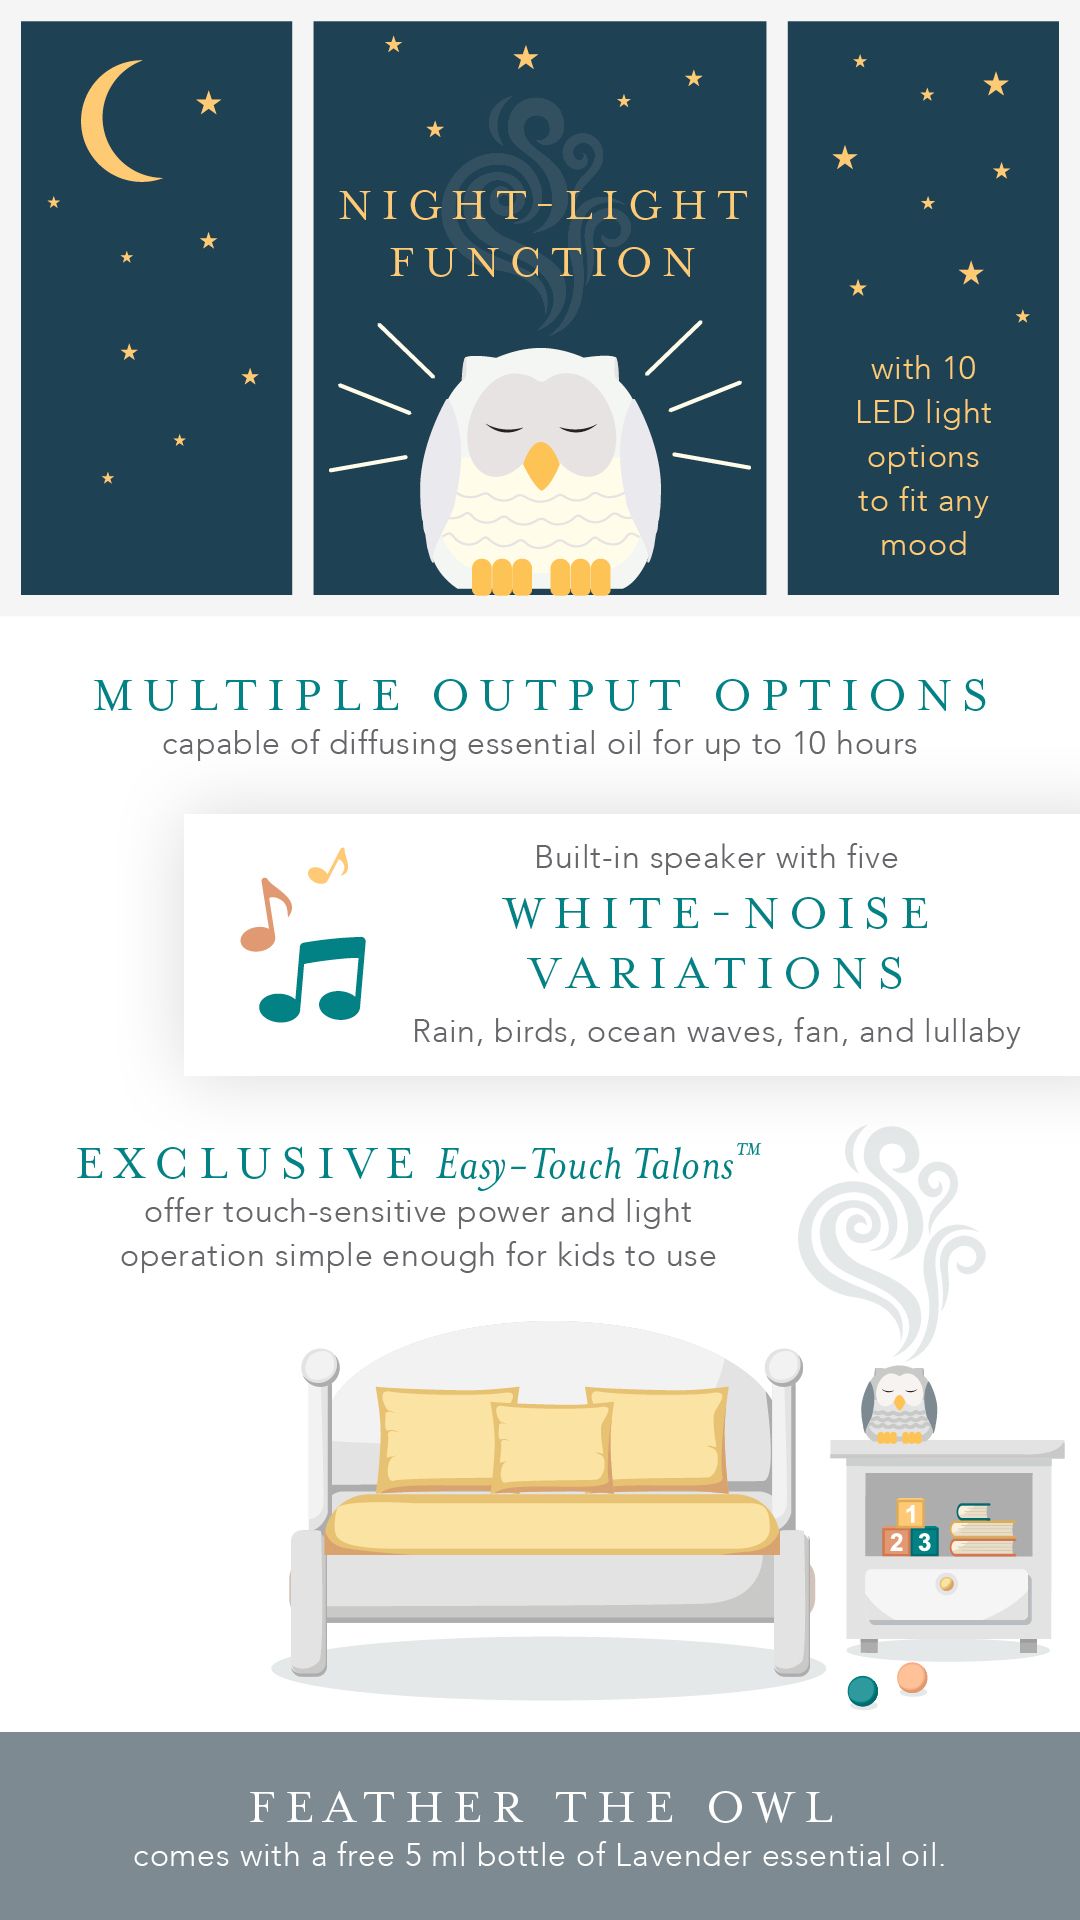 NIGHT-LIGHT
FUNCTION
with 10
LED light
options
to fit any
mood
MULTIPLE OUTPUT OPTIONS
capable of diffusing essential oil for up to 10 hours
Built-in speaker with five
WHITE-NOISE
VARIATIONS
Rain, birds, ocean waves, fan, and lullaby
EXCLUSIVE Easy-Touch Talons™
offer touch-sensitive power and light
operation simple enough for kids to use
1
2 3
FEATHER THE OWL
comes with a free 5 ml bottle of Lavender essential oil.